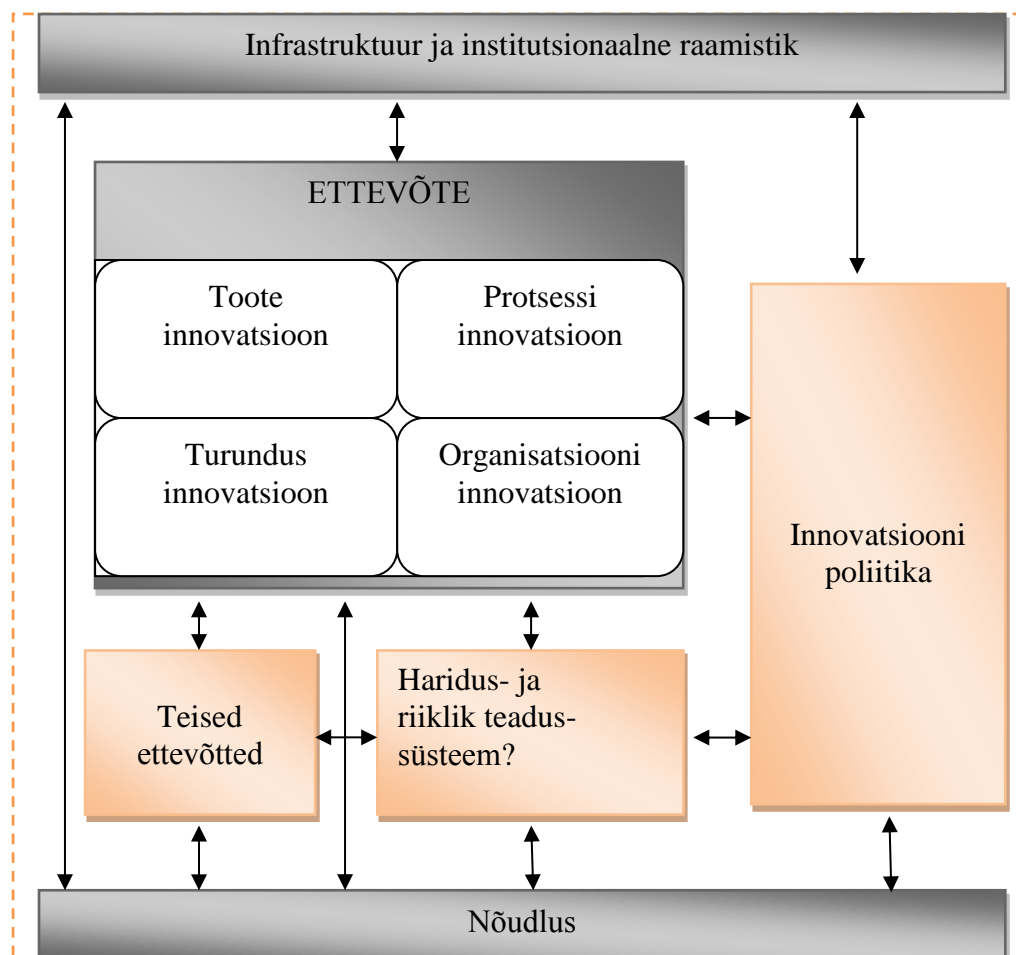 Infrastruktuur ja institutsionaalne raamistik
ETTEVÕTE
Toote
innovatsioon
Protsessi
innovatsioon
Turundus
innovatsioon
Organisatsiooni
innovatsioon
Innovatsiooni
poliitika
Teised
ettevõtted
Haridus- ja
riiklik teadus-
süsteem?
Nõudlus